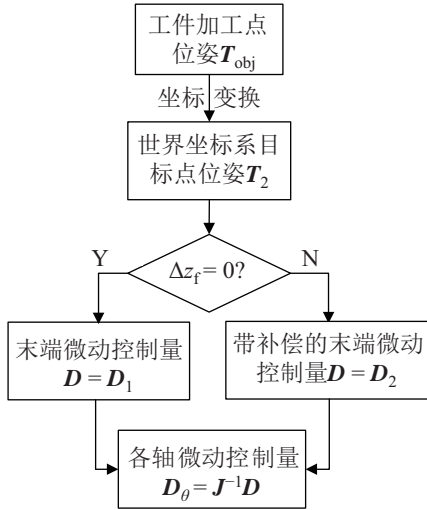 工件加工点
位姿T_obj
坐标 变换
世界坐标系目
标点位姿T₂
Y
Δz_f = 0?
N
末端微动控制量
D = D₁
带补偿的末端微动
控制量D = D₂
各轴微动控制量
D_θ = J⁻¹D